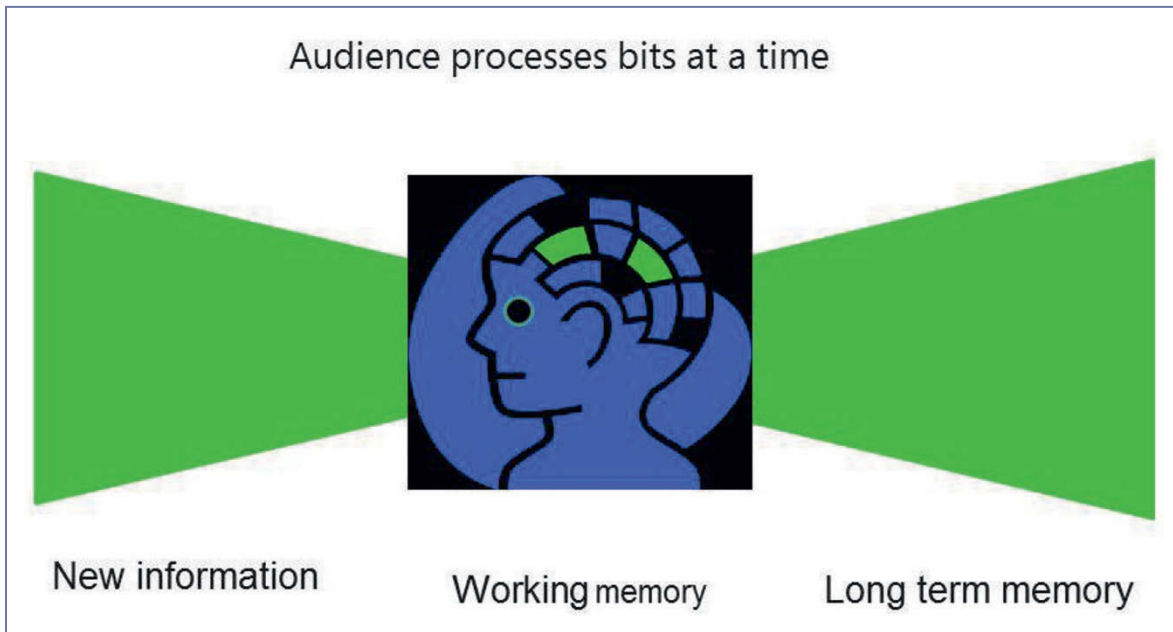 Audience processes bits at a time
New information
Working memory
Long term memory